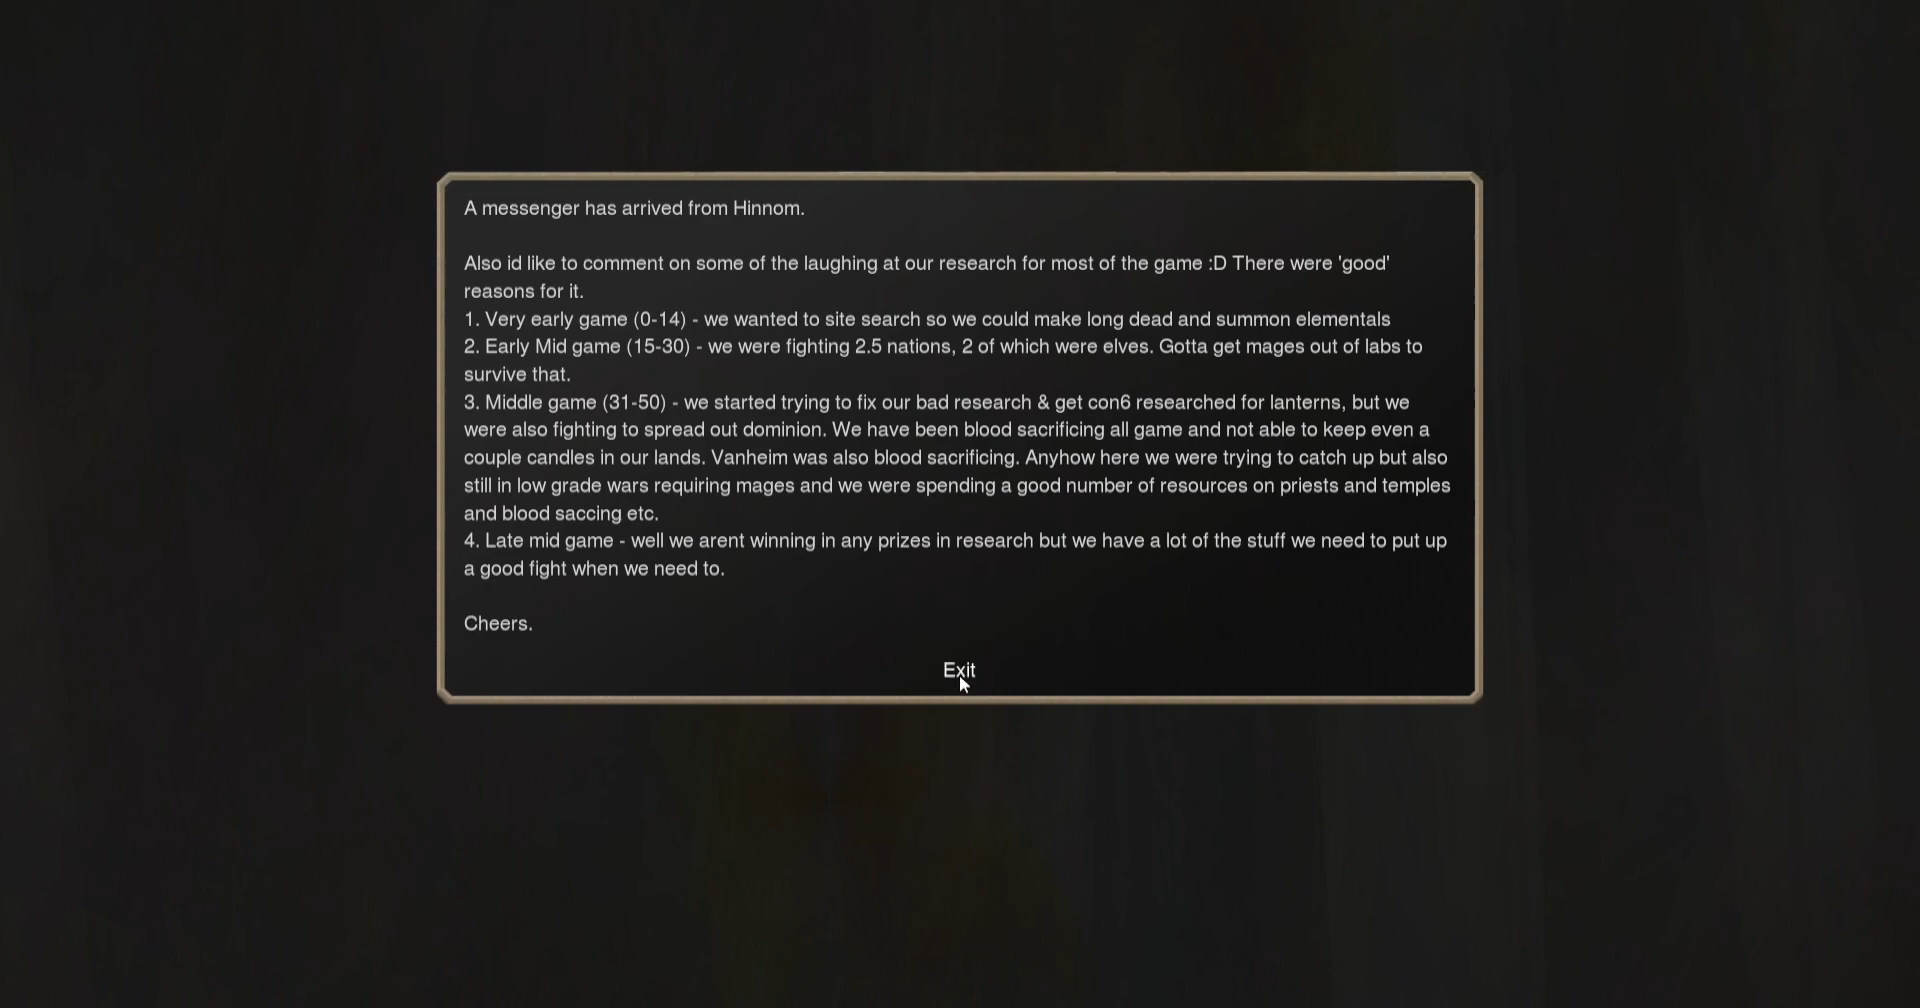 A messenger has arrived from Hinnom.
Also id like to comment on some of the laughing at our research for most of the game :D There were 'good'
reasons for it.
1. Very early game (0-14) - we wanted to site search so we could make long dead and summon elementals
2. Early Mid game (15-30) - we were fighting 2.5 nations, 2 of which were elves. Gotta get mages out of labs to
survive that.
3. Middle game (31-50) - we started trying to fix our bad research & get con6 researched for lanterns, but we
were also fighting to spread out dominion. We have been blood sacrificing all game and not able to keep even a
couple candles in our lands. Vanheim was also blood sacrificing. Anyhow here we were trying to catch up but also
still in low grade wars requiring mages and we were spending a good number of resources on priests and temples
and blood saccing etc.
4. Late mid game - well we arent winning in any prizes in research but we have a lot of the stuff we need to put up
a good fight when we need to.
Cheers.
Exit